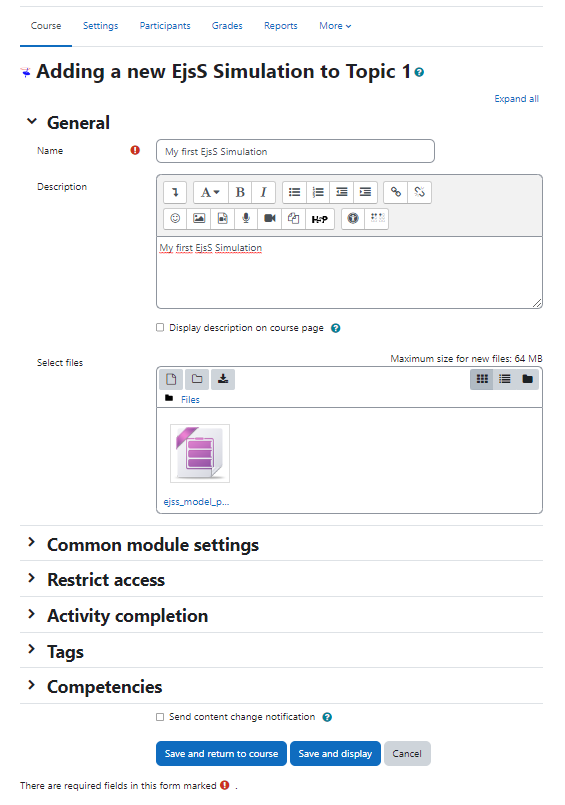 Course Settings Participants Grades Reports More
Adding a new EjsS Simulation to Topic 1
Expand all
General
Name My first EjsS Simulation
Description
A B I
H-P
My first EjsS Simulation
Display description on course page
Select files Maximum size for new files: 64 MB
Files
ejss_model_p...
Common module settings
Restrict access
Activity completion
Tags
Competencies
Send content change notification
Save and return to course Save and display Cancel
There are required fields in this form marked .